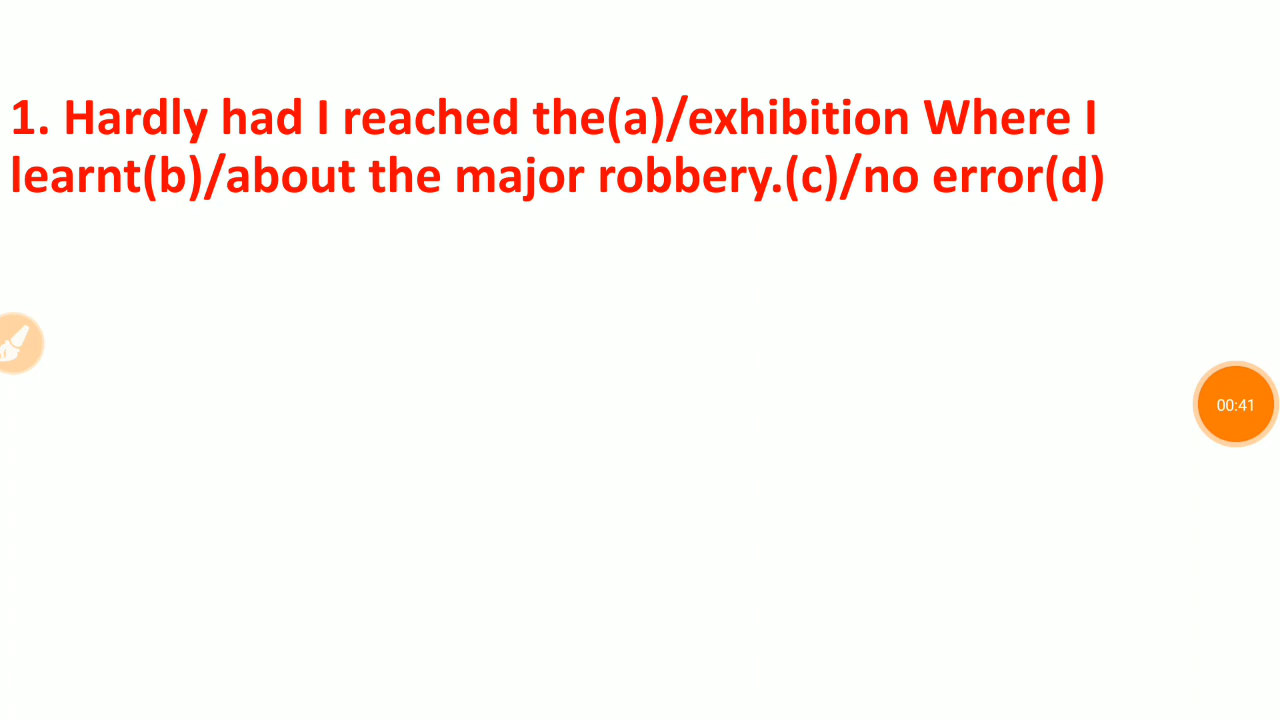 1. Hardly had I reached the(a)/exhibition Where I
learnt(b)/about the major robbery.(c)/no error(d)
00:41